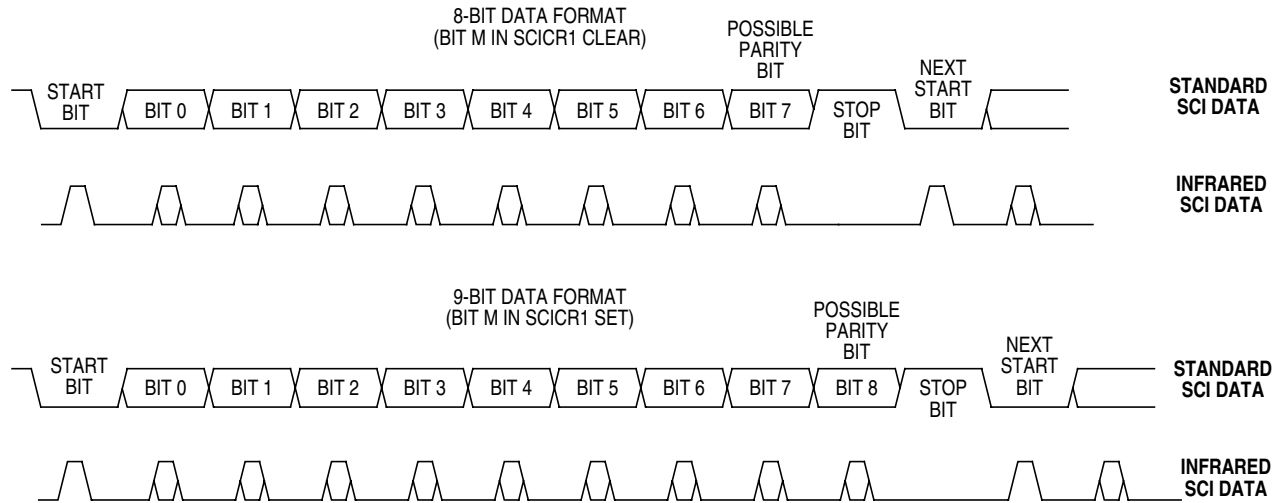 8-BIT DATA FORMAT
(BIT M IN SCICR1 CLEAR)
POSSIBLE
PARITY
BIT
START
BIT
BIT 0
BIT 1
BIT 2
BIT 3
BIT 4
BIT 5
BIT 6
BIT 7
STOP
BIT
NEXT
START
BIT
STANDARD
SCI DATA
INFRARED
SCI DATA
9-BIT DATA FORMAT
(BIT M IN SCICR1 SET)
POSSIBLE
PARITY
BIT
START
BIT
BIT 0
BIT 1
BIT 2
BIT 3
BIT 4
BIT 5
BIT 6
BIT 7
BIT 8
STOP
BIT
NEXT
START
BIT
STANDARD
SCI DATA
INFRARED
SCI DATA